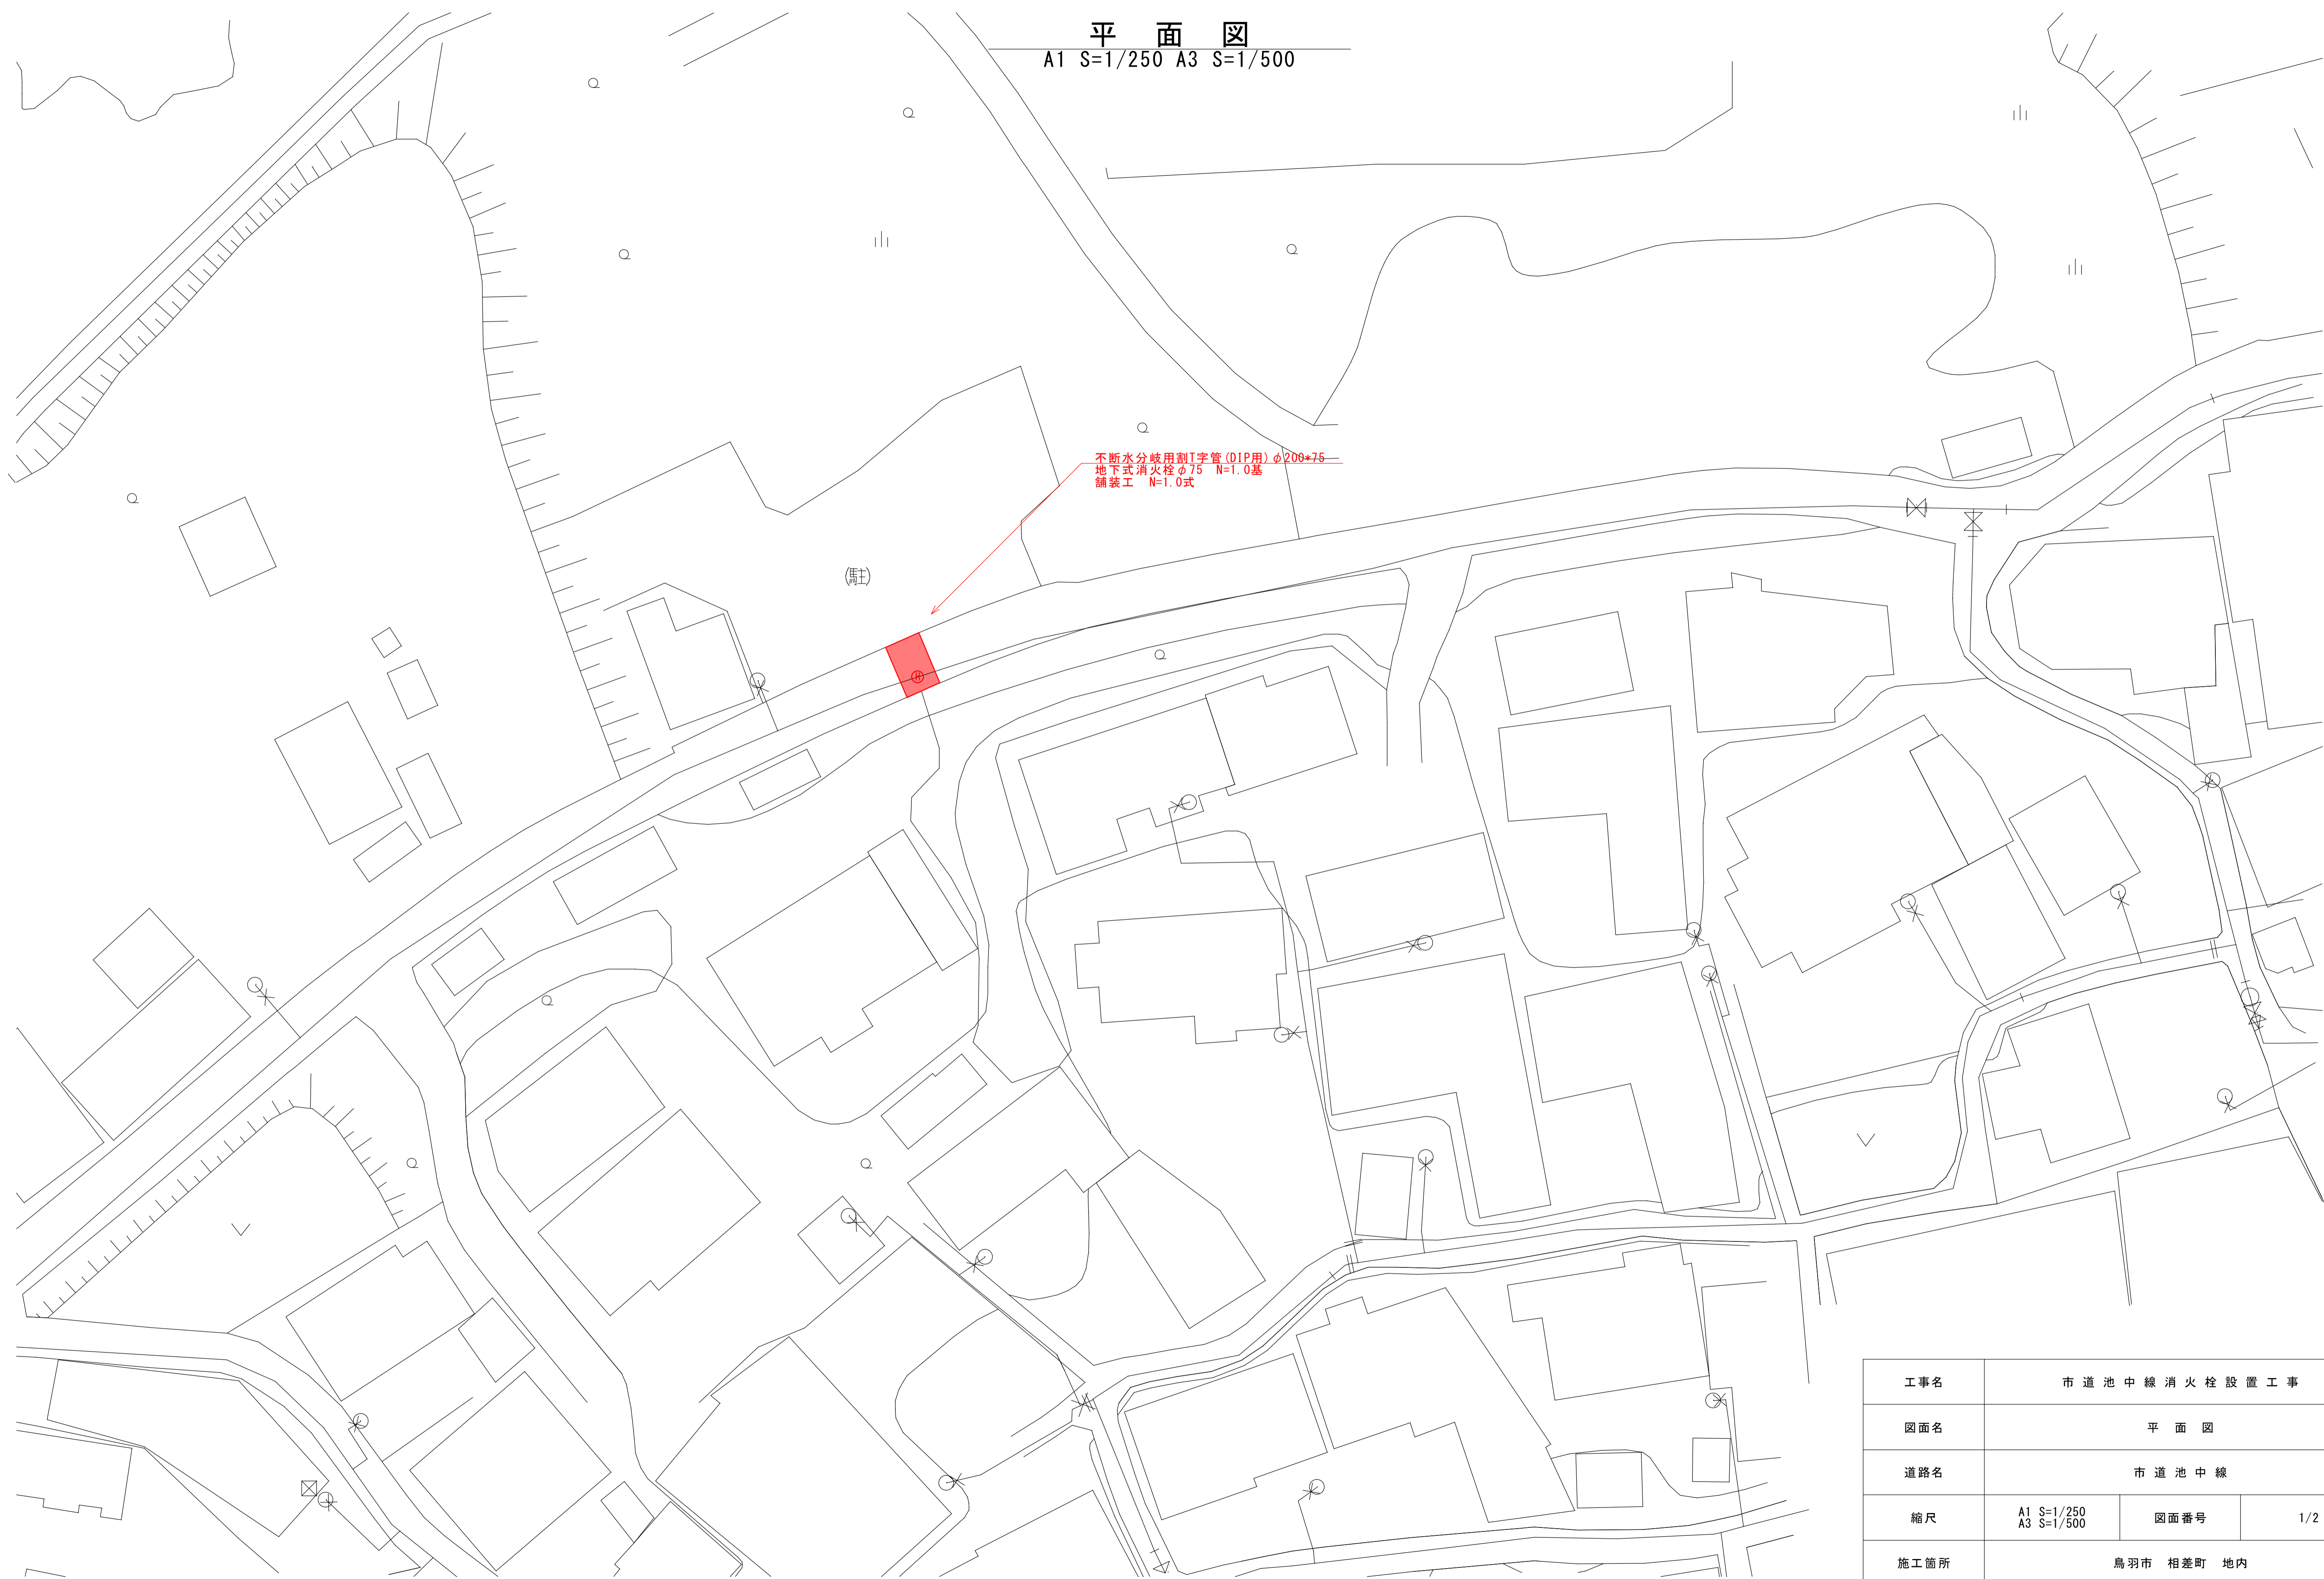 平 面 図
A1 S=1/250 A3 S=1/500
不断水分岐用割T字管(DIP用)φ200*75
地下式消火栓φ75 N=1.0基
舗装工 N=1.0式
(駐)
H
工事名 市道池中線消火栓設置工事
図面名 平 面 図
道路名 市道池中線
縮尺 A1 S=1/250
A3 S=1/500 図面番号 1/2
施工箇所 鳥羽市 相差町 地内